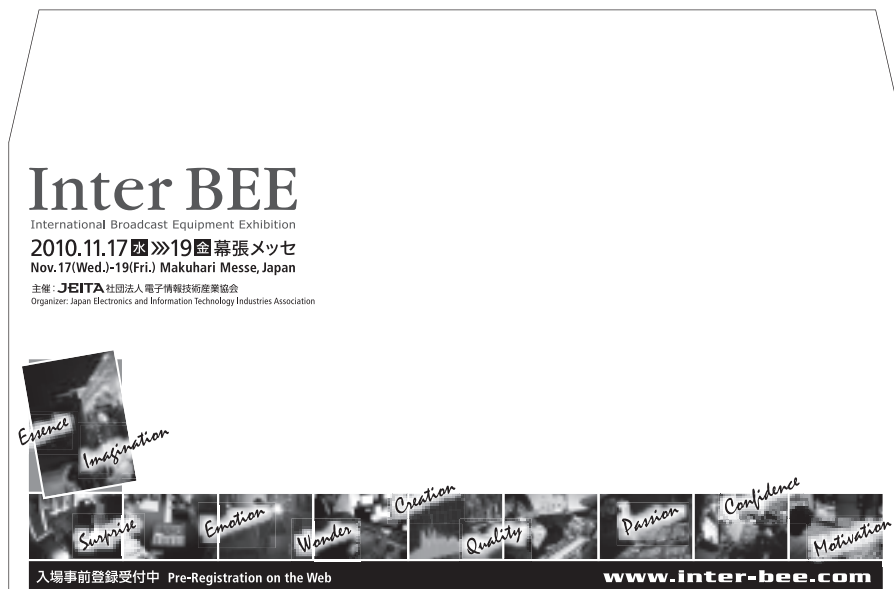 Inter BEE
International Broadcast Equipment Exhibition
2010.11.17 水 >>> 19 金 幕張メッセ
Nov.17(Wed.)-19(Fri.) Makuhari Messe, Japan
主催：JEITA 社団法人 電子情報技術産業協会
Organizer: Japan Electronics and Information Technology Industries Association
Essence
Imagination
Surprise
Emotion
Wonder
Creation
Quality
Passion
Confidence
Motivation
入場事前登録受付中 Pre-Registration on the Web
www.inter-bee.com